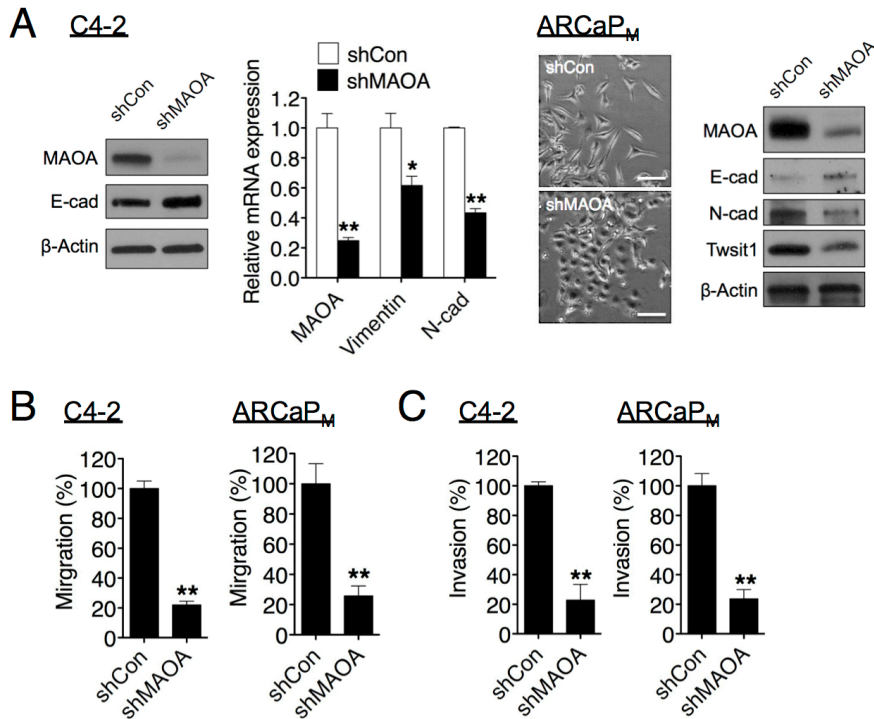 A
C4-2
ARCaPM
shCon
shMAOA
MAOA
E-cad
β-Actin
shCon
shMAOA
Relative mRNA expression
1.2
1.0
0.8
0.6
0.4
0.2
0.0
**
*
**
MAOA
Vimentin
N-cad
shCon
shMAOA
shCon
shMAOA
MAOA
E-cad
N-cad
Twsit1
β-Actin
B
C4-2
ARCaPM
Mirgration (%)
120
100
80
60
40
20
0
**
shCon
shMAOA
Mirgration (%)
120
100
80
60
40
20
0
**
shCon
shMAOA
C
C4-2
ARCaPM
Invasion (%)
120
100
80
60
40
20
0
**
shCon
shMAOA
Invasion (%)
120
100
80
60
40
20
0
**
shCon
shMAOA